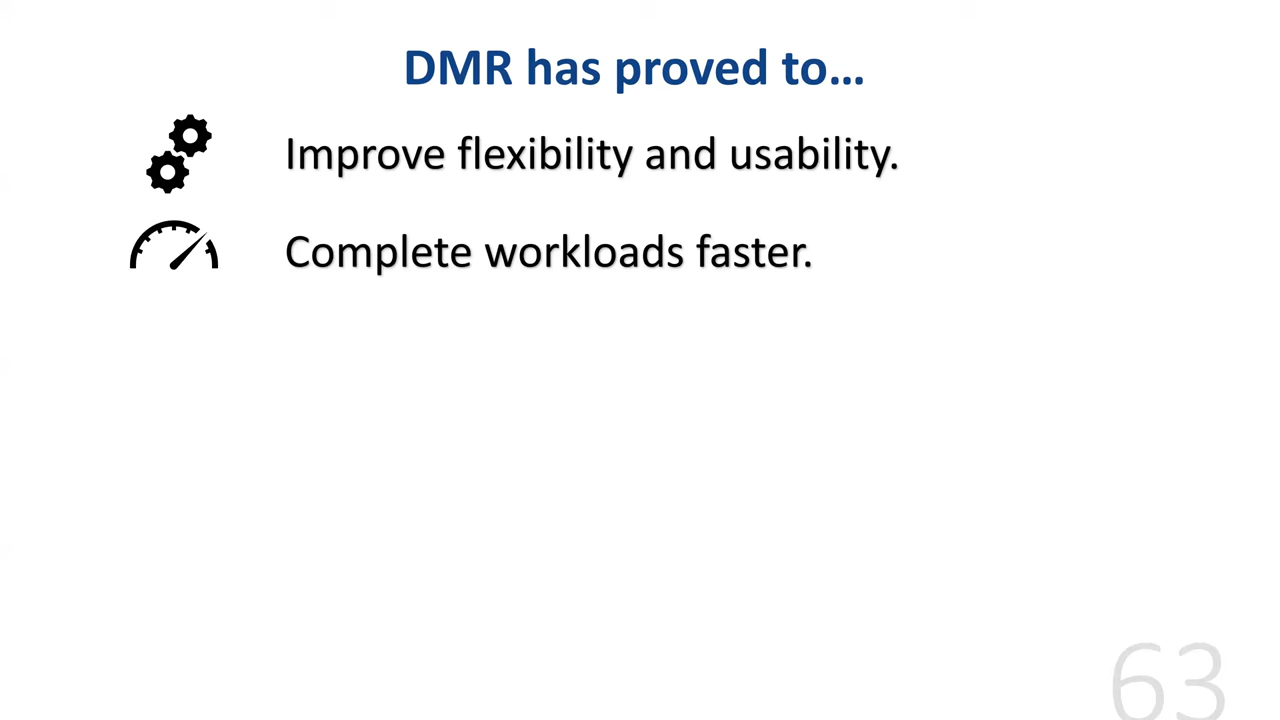 DMR has proved to…
Improve flexibility and usability.
Complete workloads faster.
63